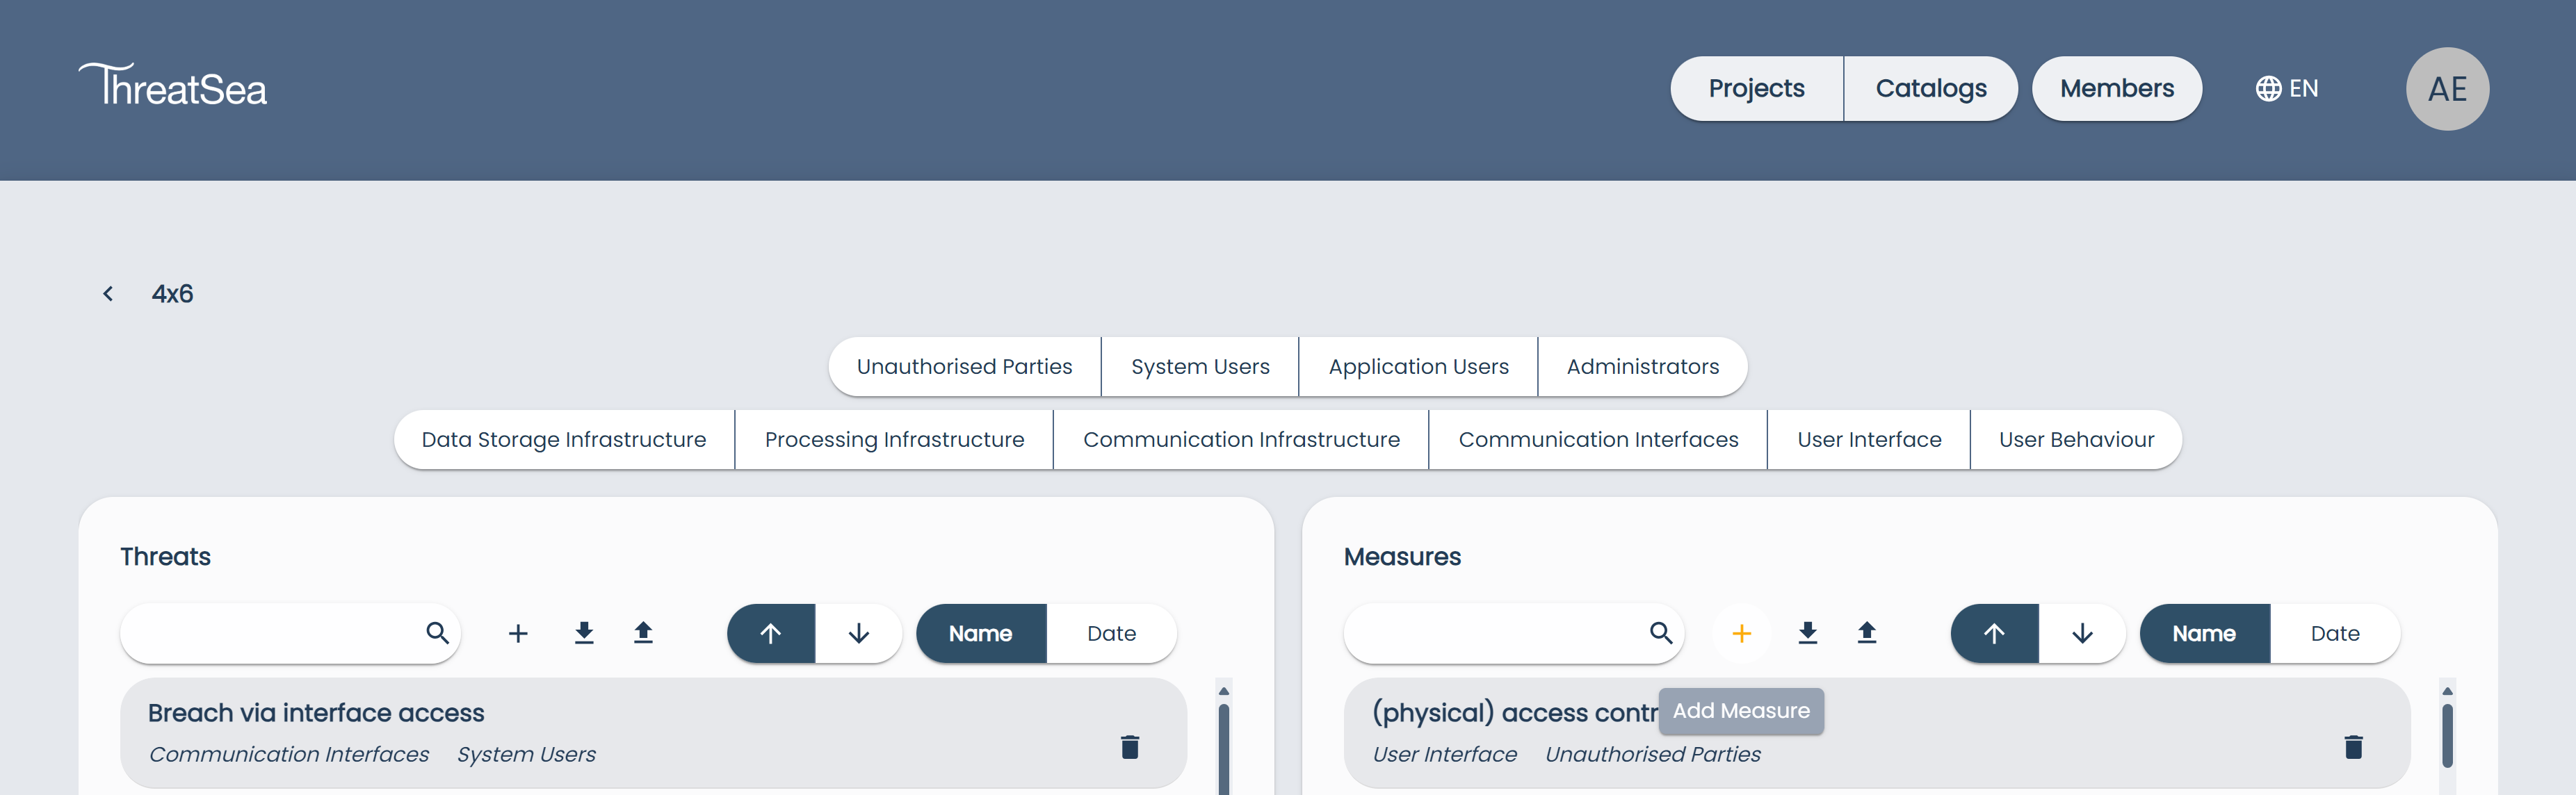 ThreatSea
Projects Catalogs Members EN AE
4x6
Unauthorised Parties System Users Application Users Administrators
Data Storage Infrastructure Processing Infrastructure Communication Infrastructure Communication Interfaces User Interface User Behaviour
Threats
Name Date
Breach via interface access
Communication Interfaces System Users
Measures
Name Date
(physical) access contr
Add Measure
User Interface Unauthorised Parties